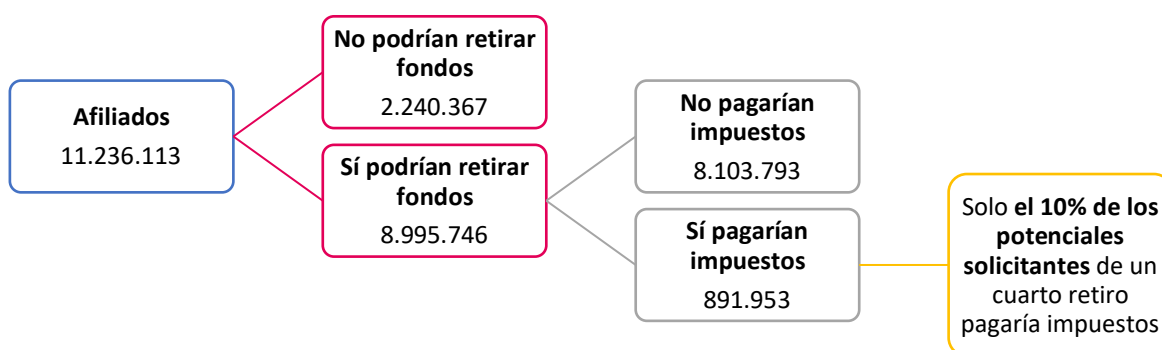 Afiliados
11.236.113
No podrían retirar
fondos
2.240.367
Sí podrían retirar
fondos
8.995.746
No pagarían
impuestos
8.103.793
Sí pagarían
impuestos
891.953
Solo el 10% de los
potenciales
solicitantes de un
cuarto retiro
pagaría impuestos